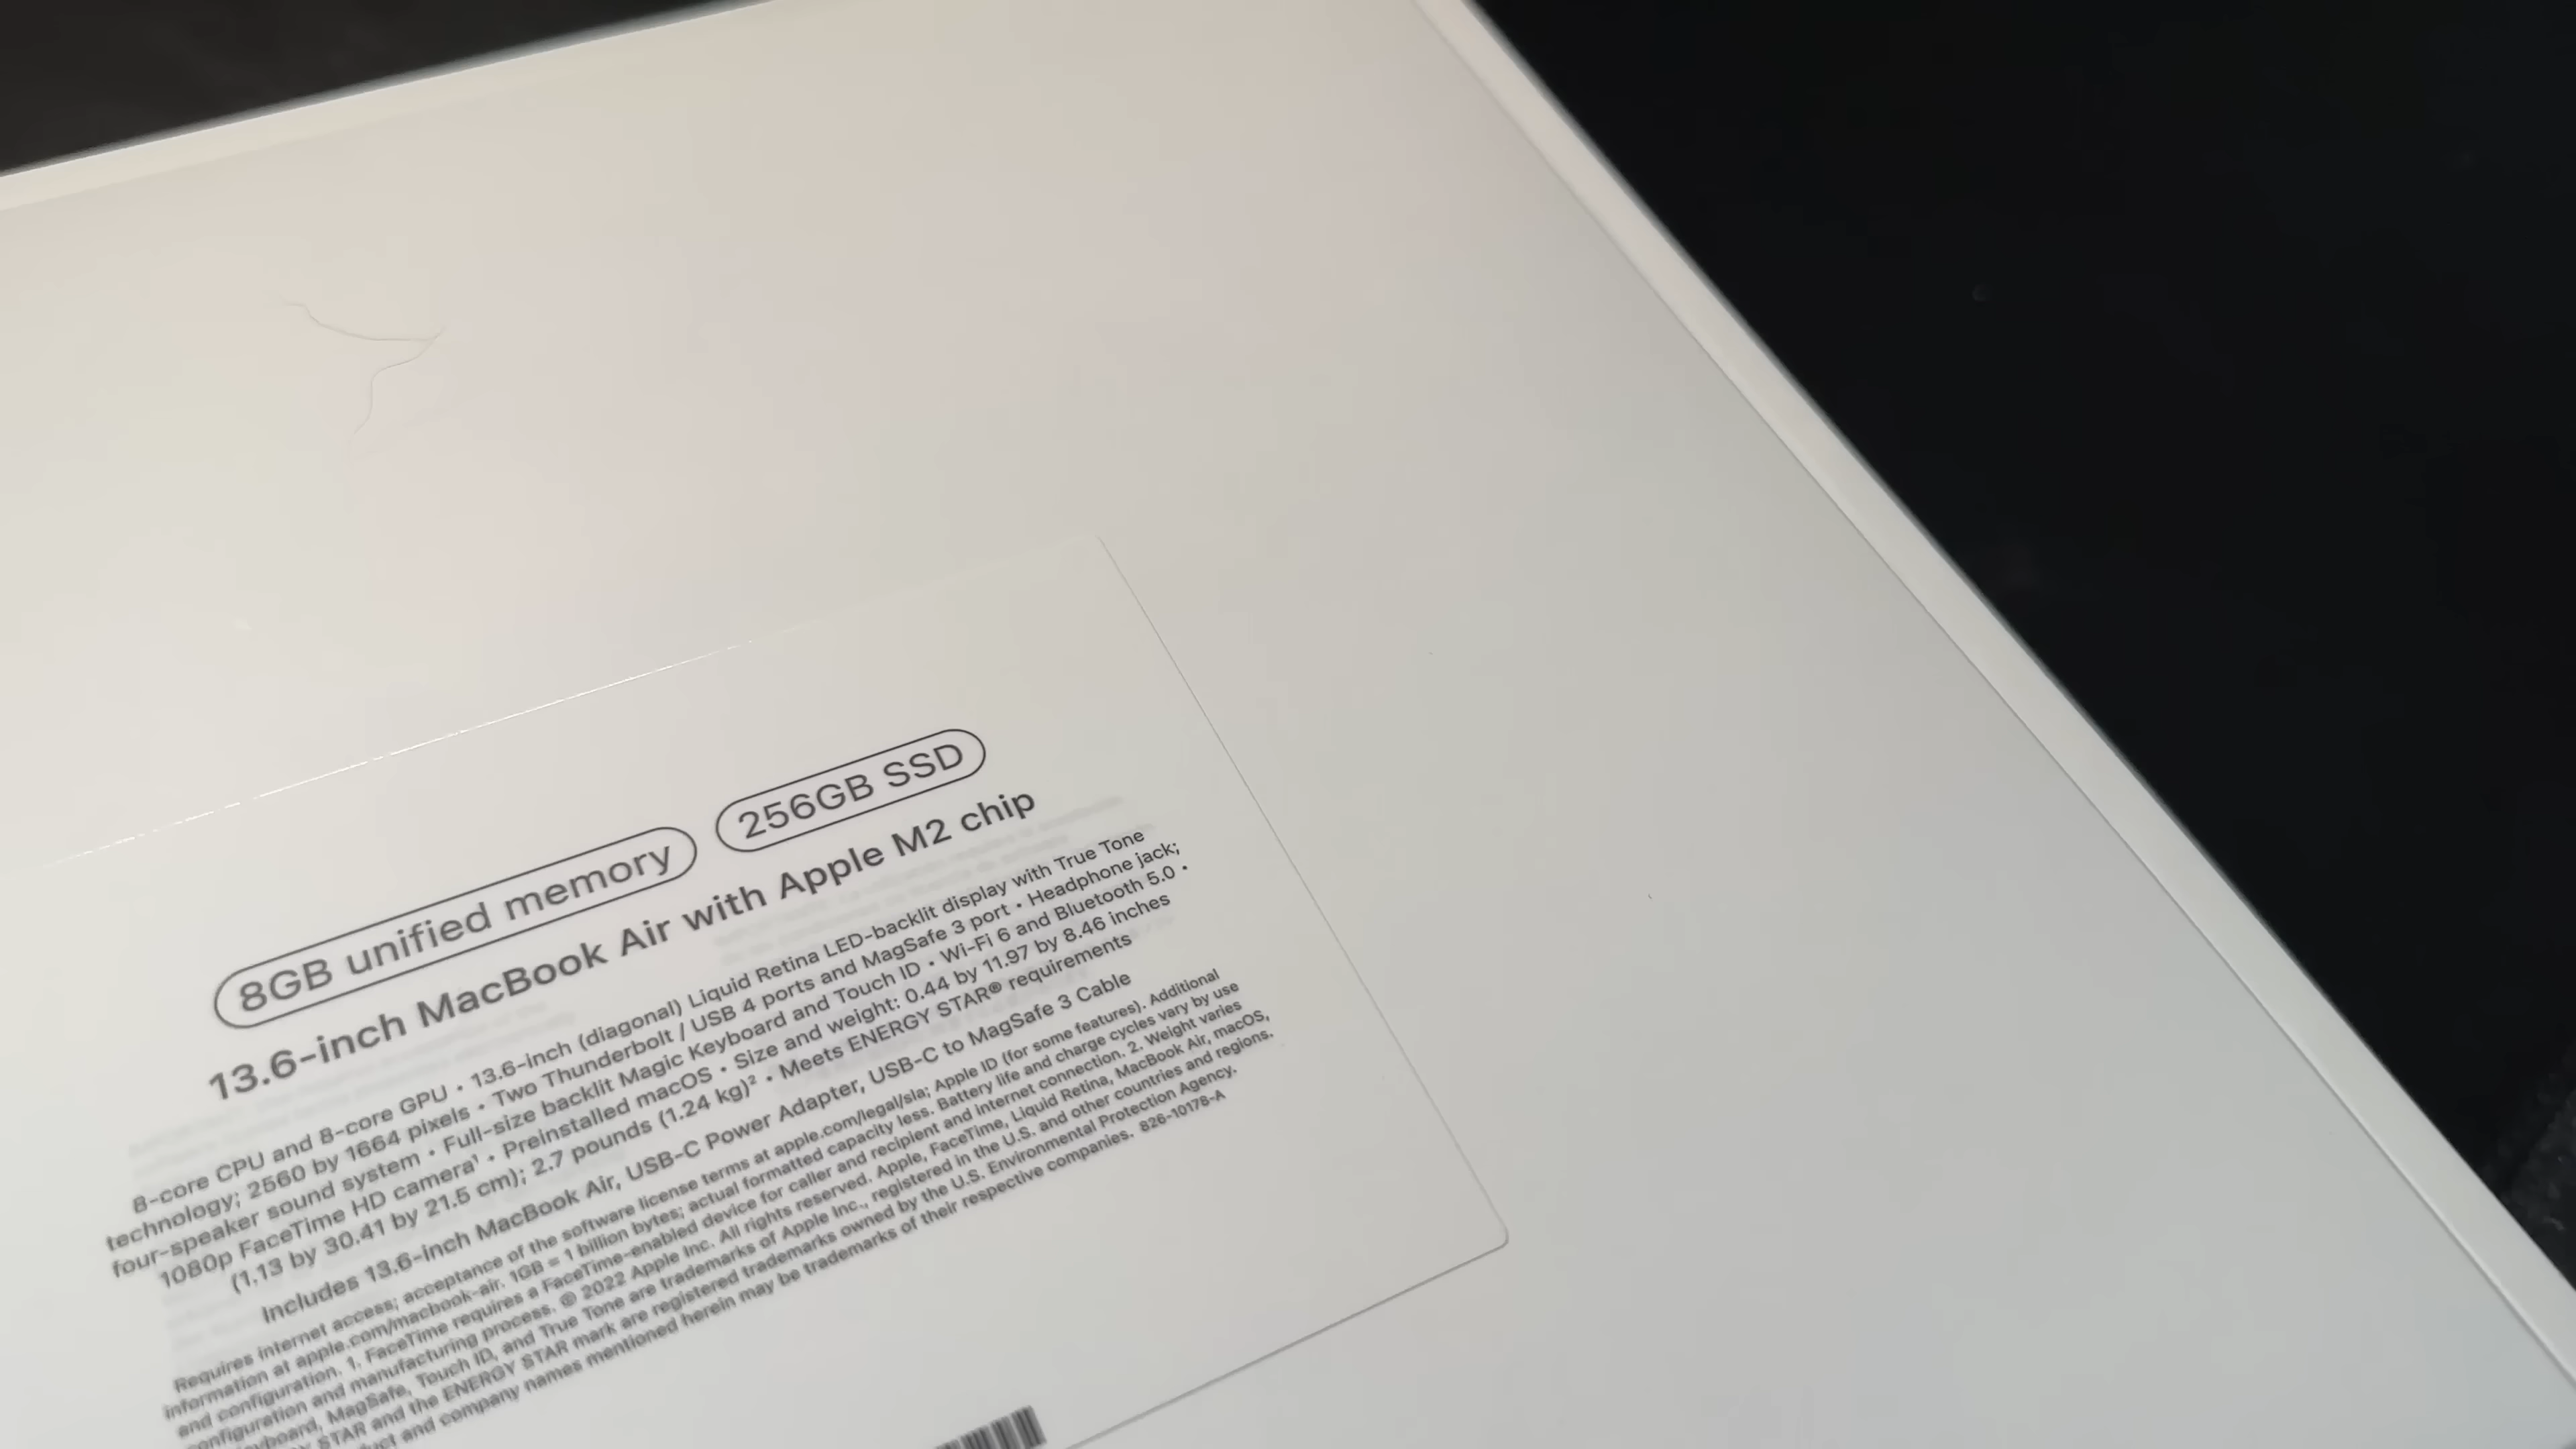 8GB unified memory 256GB SSD
13.6-inch MacBook Air with Apple M2 chip
8-core CPU and 8-core GPU • 13.6-inch (diagonal) Liquid Retina LED-backlit display with True Tone
technology; 2560 by 1664 pixels • Two Thunderbolt / USB 4 ports and MagSafe 3 port • Headphone jack;
four-speaker sound system • Full-size backlit Magic Keyboard and Touch ID • Wi-Fi 6 and Bluetooth 5.0 •
1080p FaceTime HD camera¹ • Preinstalled macOS • Size and weight: 0.44 by 11.97 by 8.46 inches
(1.13 by 30.41 by 21.5 cm); 2.7 pounds (1.24 kg)² • Meets ENERGY STAR® requirements
Includes 13.6-inch MacBook Air, USB-C Power Adapter, USB-C to MagSafe 3 Cable
Requires internet access; acceptance of the software license terms at apple.com/legal/sla; Apple ID (for some features). Additional
information at apple.com/macbook-air. 1GB = 1 billion bytes; actual formatted capacity less. Battery life and charge cycles vary by use
and configuration. 1. FaceTime requires a FaceTime-enabled device for caller and recipient and internet connection. 2. Weight varies
configuration and manufacturing process. © 2022 Apple Inc. All rights reserved. Apple, FaceTime, Liquid Retina, MacBook Air, macOS,
MagSafe, Touch ID, and True Tone are trademarks of Apple Inc., registered in the U.S. and other countries and regions.
STAR and the ENERGY STAR mark are registered trademarks owned by the U.S. Environmental Protection Agency.
and company names mentioned herein may be trademarks of their respective companies. 826-10178-A